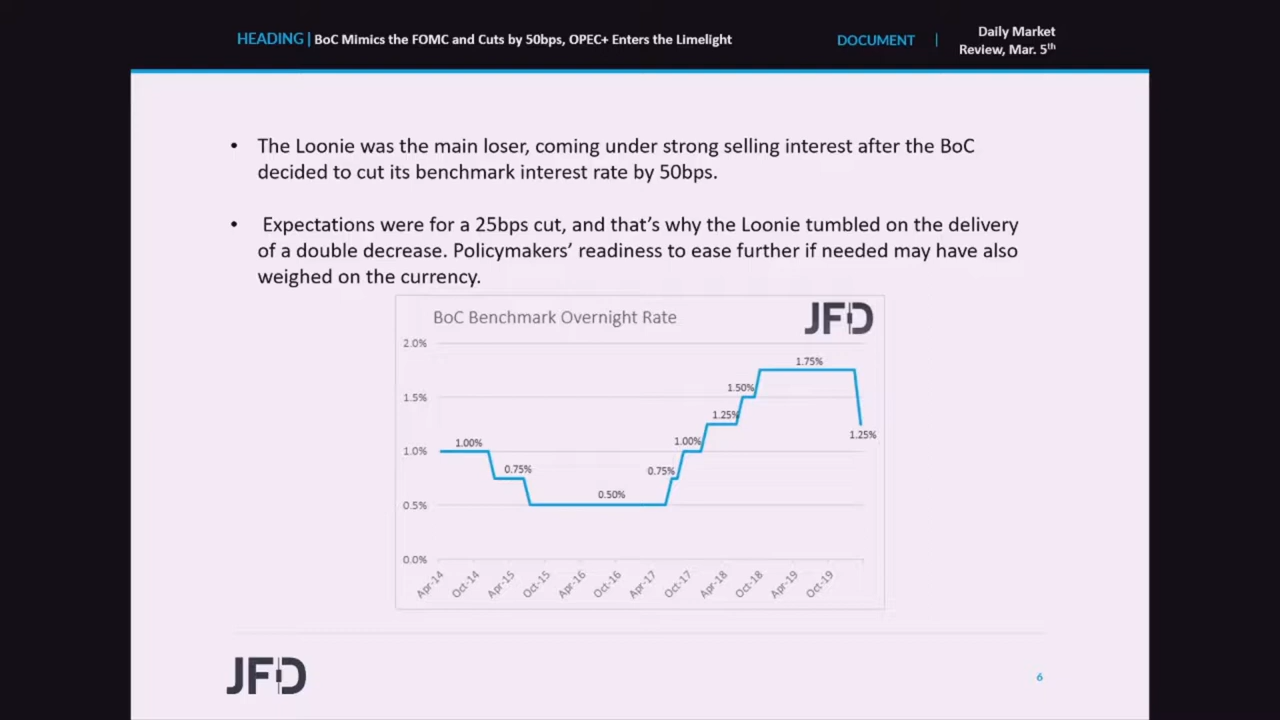 HEADING | BoC Mimics the FOMC and Cuts by 50bps, OPEC+ Enters the Limelight
DOCUMENT |
Daily Market
Review, Mar. 5th
• The Loonie was the main loser, coming under strong selling interest after the BoC
decided to cut its benchmark interest rate by 50bps.
• Expectations were for a 25bps cut, and that’s why the Loonie tumbled on the delivery
of a double decrease. Policymakers’ readiness to ease further if needed may have also
weighed on the currency.
BoC Benchmark Overnight Rate
JFD
2.0%
1.5%
1.0%
0.5%
0.0%
1.00%
0.75%
0.50%
0.75%
1.00%
1.25%
1.50%
1.75%
1.25%
Apr-14
Oct-14
Apr-15
Oct-15
Apr-16
Oct-16
Apr-17
Oct-17
Apr-18
Oct-18
Apr-19
Oct-19
JFD
6